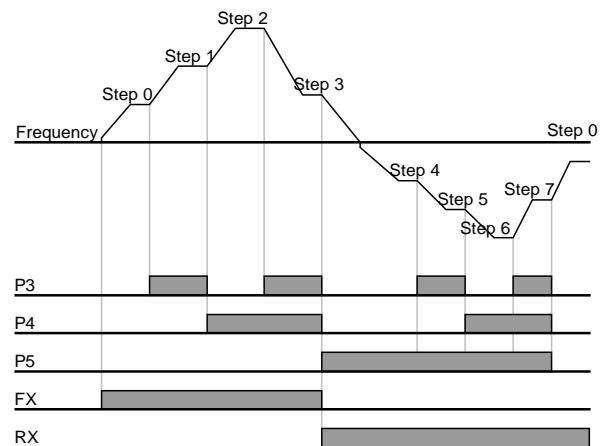 Step 2
Step 1
Step 3
Step 0
Frequency
Step 0
Step 4
Step 7
Step 5
Step 6
P3
P4
P5
FX
RX